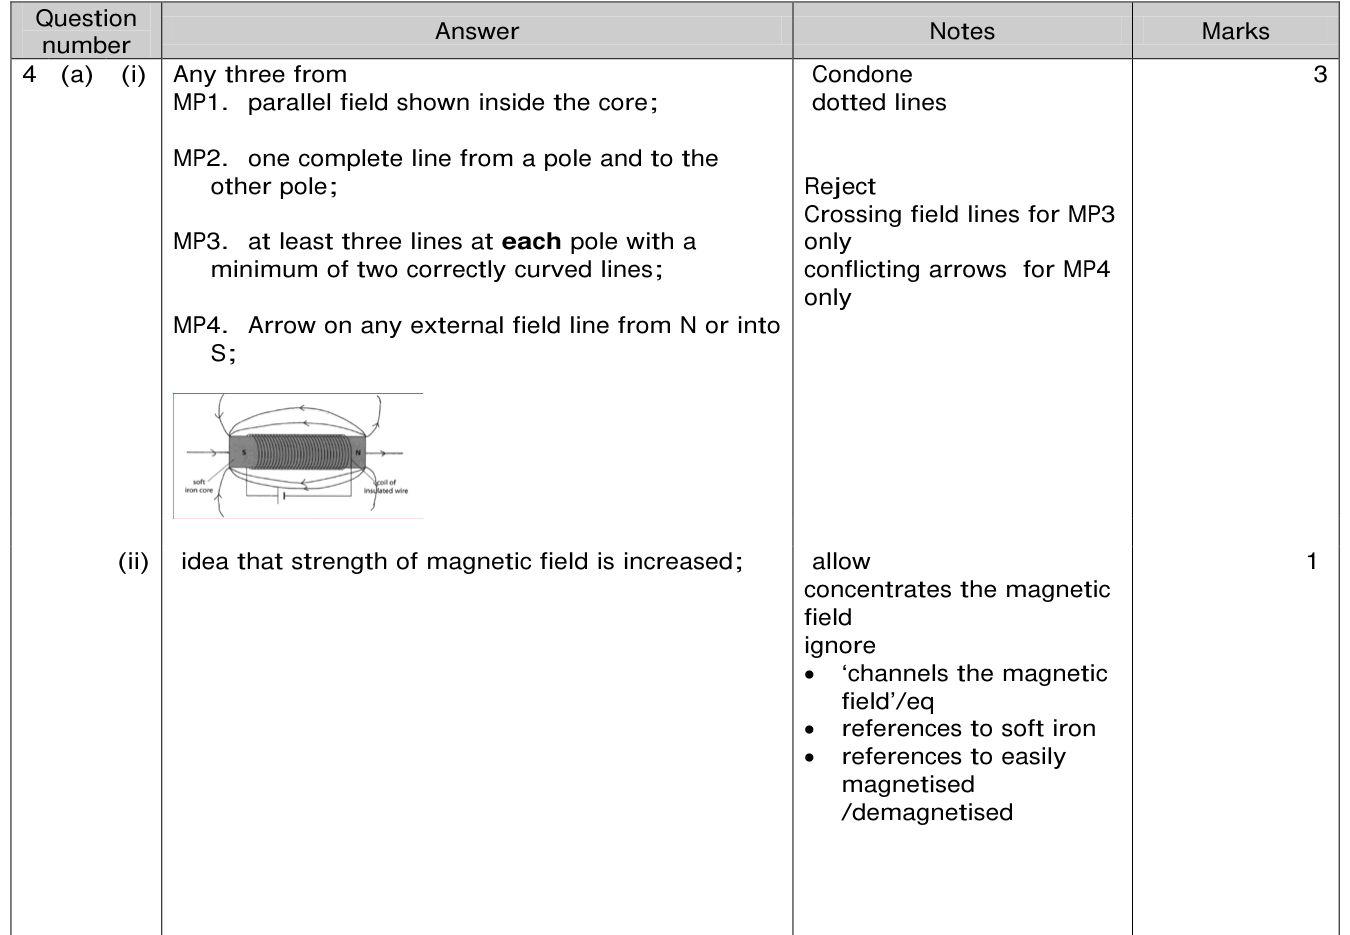 Question
number
Answer
Notes
Marks
4 (a) (i)
Any three from
MP1. parallel field shown inside the core;
MP2. one complete line from a pole and to the
other pole;
MP3. at least three lines at each pole with a
minimum of two correctly curved lines;
MP4. Arrow on any external field line from N or into
S;
S
N
soft
iron core
coil of
insulated wire
Condone
dotted lines
Reject
Crossing field lines for MP3
only
conflicting arrows for MP4
only
3
(ii)
idea that strength of magnetic field is increased;
allow
concentrates the magnetic
field
ignore
• ‘channels the magnetic
field’/eq
• references to soft iron
• references to easily
magnetised
/demagnetised
1